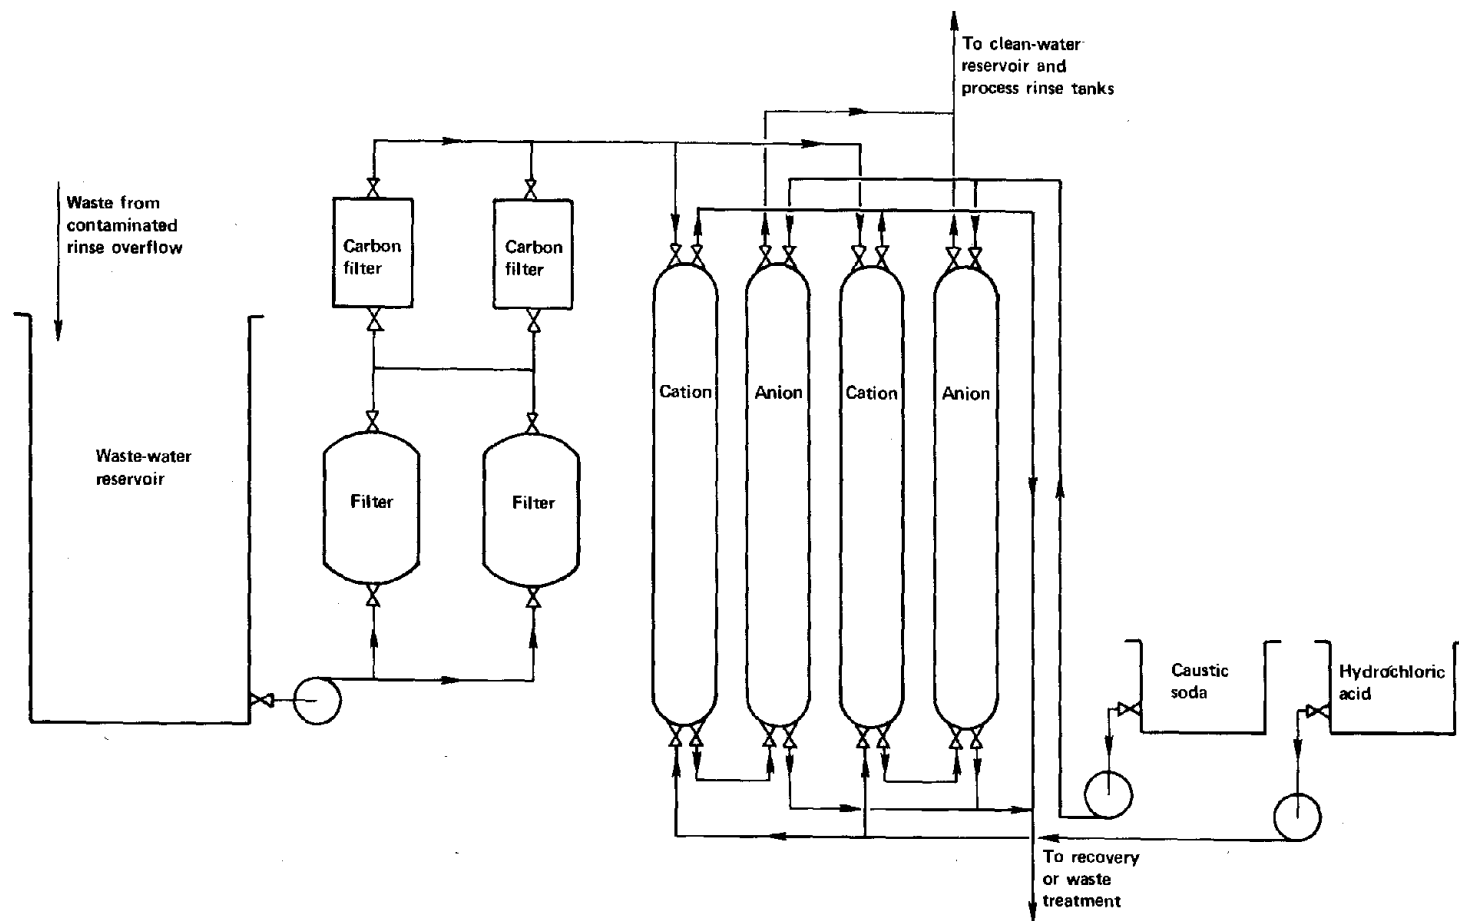 To clean-water
reservoir and
process rinse tanks
Waste from
contaminated
rinse overflow
Carbon
filter
Carbon
filter
Cation
Anion
Cation
Anion
Waste-water
reservoir
Filter
Filter
Caustic
soda
Hydrochloric
acid
To recovery
or waste
treatment